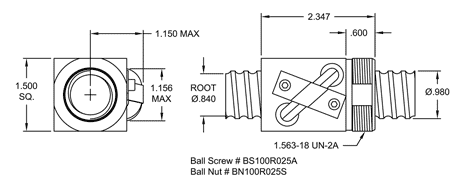 2.347
1.150 MAX
.600
1.500
SQ.
1.156
MAX
ROOT
Ø.840
Ø.980
1.563-18 UN-2A
Ball Screw # BS100R025A
Ball Nut # BN100R025S